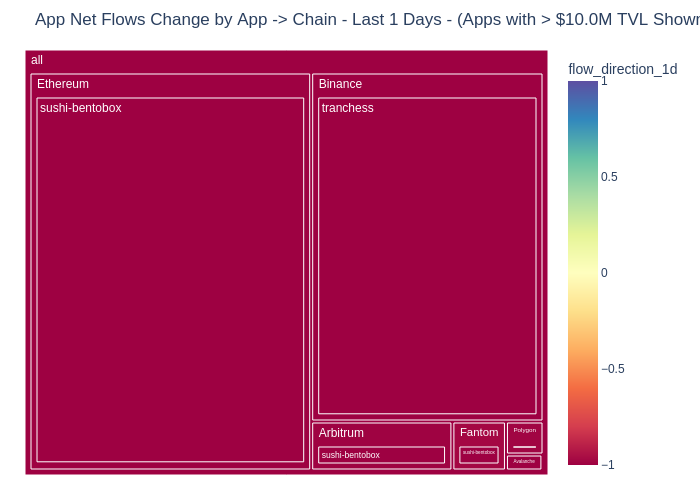 App Net Flows Change by App -> Chain - Last 1 Days - (Apps with > $10.0M TVL Shown
all
Ethereum
sushi-bentobox
Binance
tranchess
Arbitrum
sushi-bentobox
Fantom
sushi-bentobox
Polygon
Avalanche
flow_direction_1d
1
0.5
0
−0.5
−1